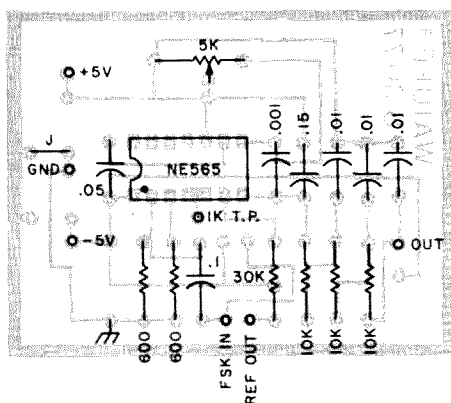 5K
+5V
J
GND
.05
NE565
.001
.15
.01
.01
.01
1K T.P.
-5V
OUT
.1
30K
600
600
FSK IN
REF OUT
10K
10K
10K